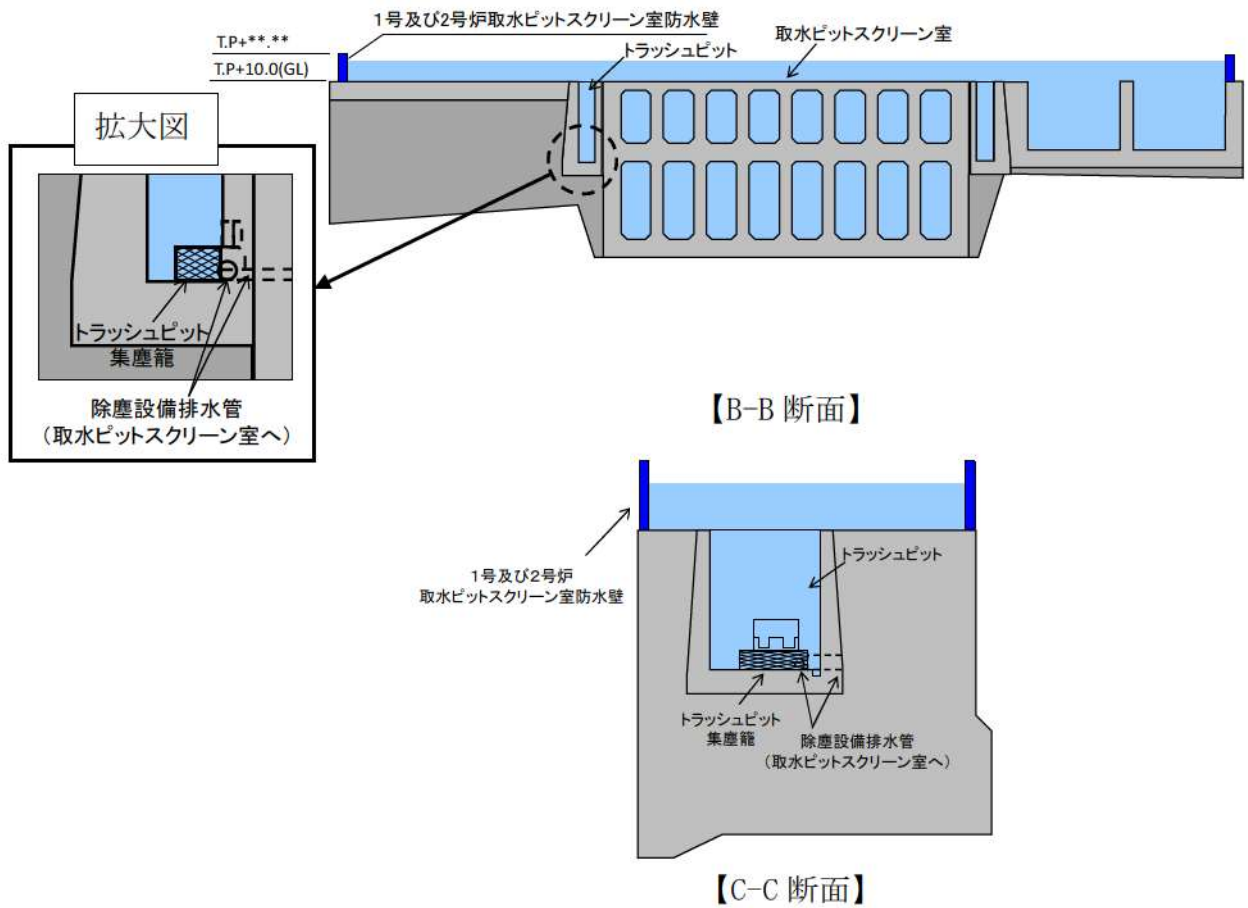 1号及び2号炉取水ピットスクリーン室防水壁
T.P+**.**
トラッシュピット
取水ピットスクリーン室
T.P+10.0(GL)
拡大図
トラッシュピット
集塵籠
除塵設備排水管
（取水ピットスクリーン室へ）
【B-B 断面】
トラッシュピット
1号及び2号炉
取水ピットスクリーン室防水壁
トラッシュピット
集塵籠
除塵設備排水管
（取水ピットスクリーン室へ）
【C-C 断面】